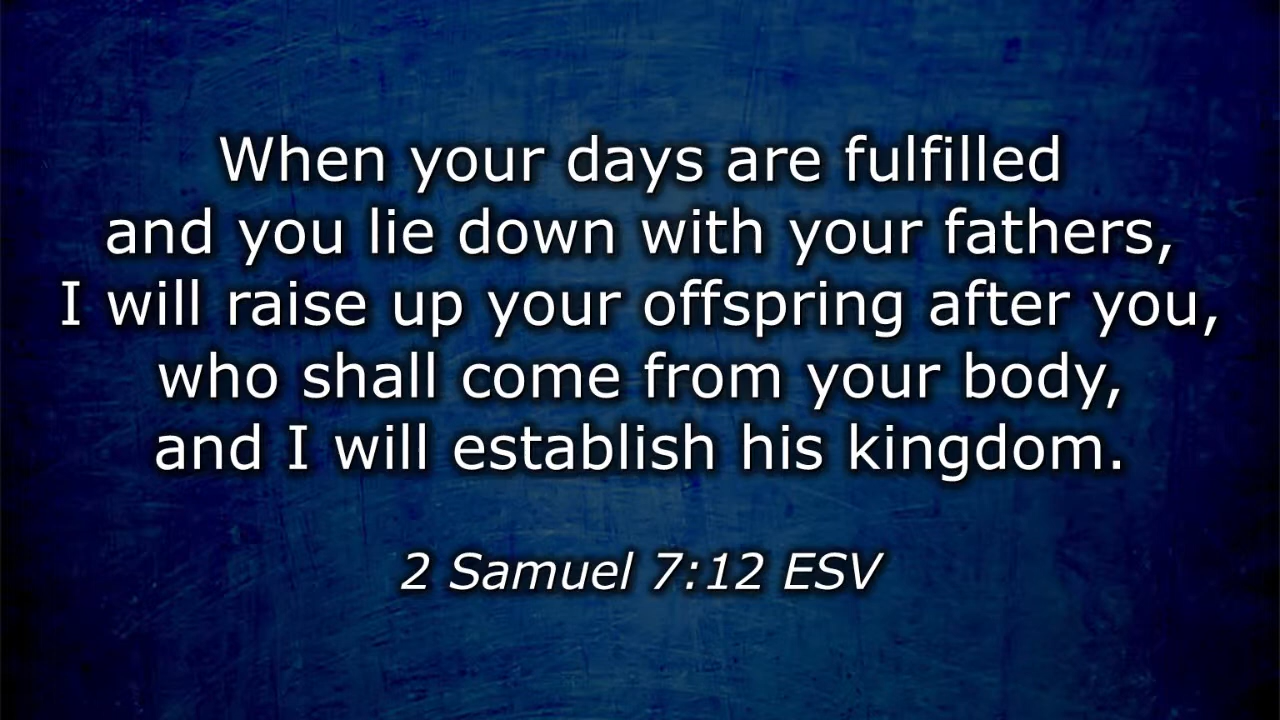 When your days are fulfilled
and you lie down with your fathers,
I will raise up your offspring after you,
who shall come from your body,
and I will establish his kingdom.
2 Samuel 7:12 ESV